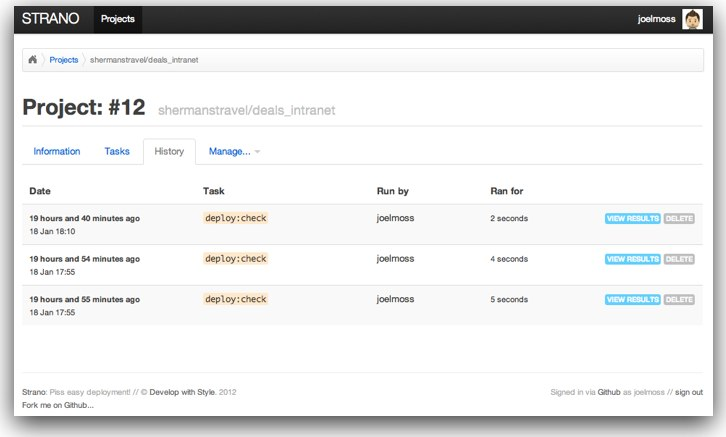 STRANO Projects joelmoss
Projects shermanstravel/deals_intranet
Project: #12 shermanstravel/deals_intranet
Information Tasks History Manage...
Date Task Run by Ran for
19 hours and 40 minutes ago deploy:check joelmoss 2 seconds VIEW RESULTS DELETE
18 Jan 18:10
19 hours and 54 minutes ago deploy:check joelmoss 4 seconds VIEW RESULTS DELETE
18 Jan 17:55
19 hours and 55 minutes ago deploy:check joelmoss 5 seconds VIEW RESULTS DELETE
18 Jan 17:55
Strano: Piss easy deployment! // © Develop with Style. 2012 Signed in via Github as joelmoss // sign out
Fork me on Github...